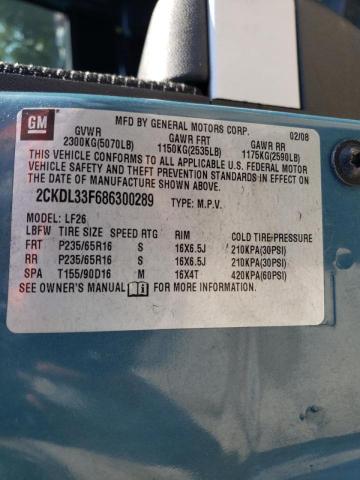 GM
MFD BY GENERAL MOTORS CORP. 02/08
GVWR GAWR FRT GAWR RR
2300KG(5070LB) 1150KG(2535LB) 1175KG(2590LB)
THIS VEHICLE CONFORMS TO ALL APPLICABLE U.S. FEDERAL MOTOR
VEHICLE SAFETY AND THEFT PREVENTION STANDARDS IN EFFECT ON
THE DATE OF MANUFACTURE SHOWN ABOVE.
2CKDL33F686300289 TYPE: M.P.V.
MODEL: LF26
LBFW TIRE SIZE SPEED RTG RIM COLD TIRE PRESSURE
FRT P235/65R16 S 16X6.5J 210KPA(30PSI)
RR P235/65R16 S 16X6.5J 210KPA(30PSI)
SPA T155/90D16 M 16X4T 420KPA(60PSI)
SEE OWNER'S MANUAL FOR MORE INFORMATION.